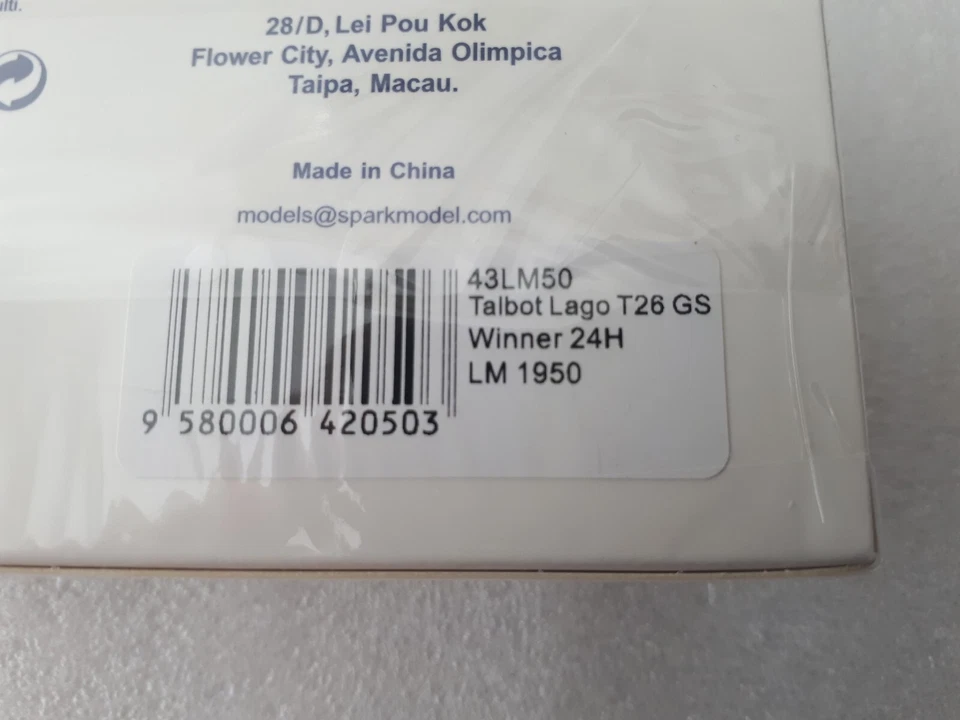 ulti.
28/D, Lei Pou Kok
Flower City, Avenida Olimpica
Taipa, Macau.
Made in China
models@sparkmodel.com
43LM50
Talbot Lago T26 GS
Winner 24H
LM 1950
9 580006 420503